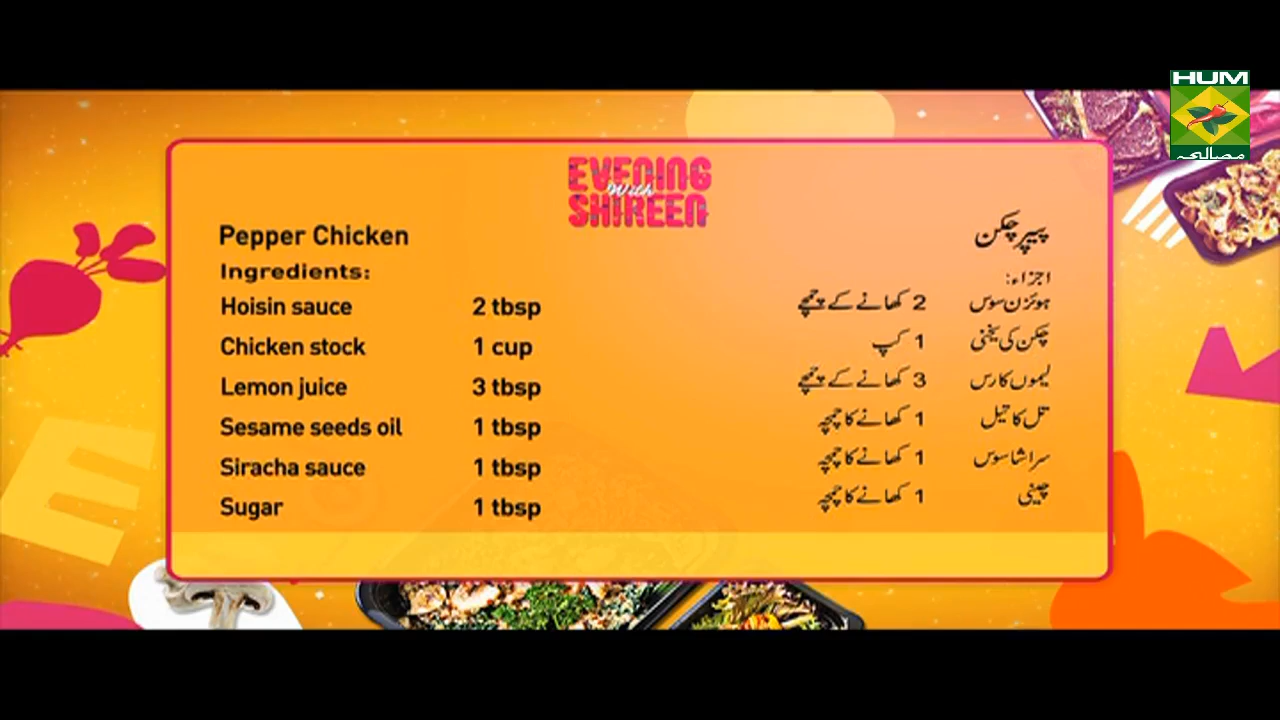 HUM
مصالحہ
EVENING
With
SHIREEN
Pepper Chicken پیپر چکن
Ingredients: اجزاء:
Hoisin sauce 2 tbsp ہوئزن سوس 2 کھانے کے چمچے
Chicken stock 1 cup چکن کی یخنی 1 کپ
Lemon juice 3 tbsp لیموں کا رس 3 کھانے کے چمچے
Sesame seeds oil 1 tbsp تل کا تیل 1 کھانے کا چمچہ
Siracha sauce 1 tbsp سراشا سوس 1 کھانے کا چمچہ
Sugar 1 tbsp چینی 1 کھانے کا چمچہ